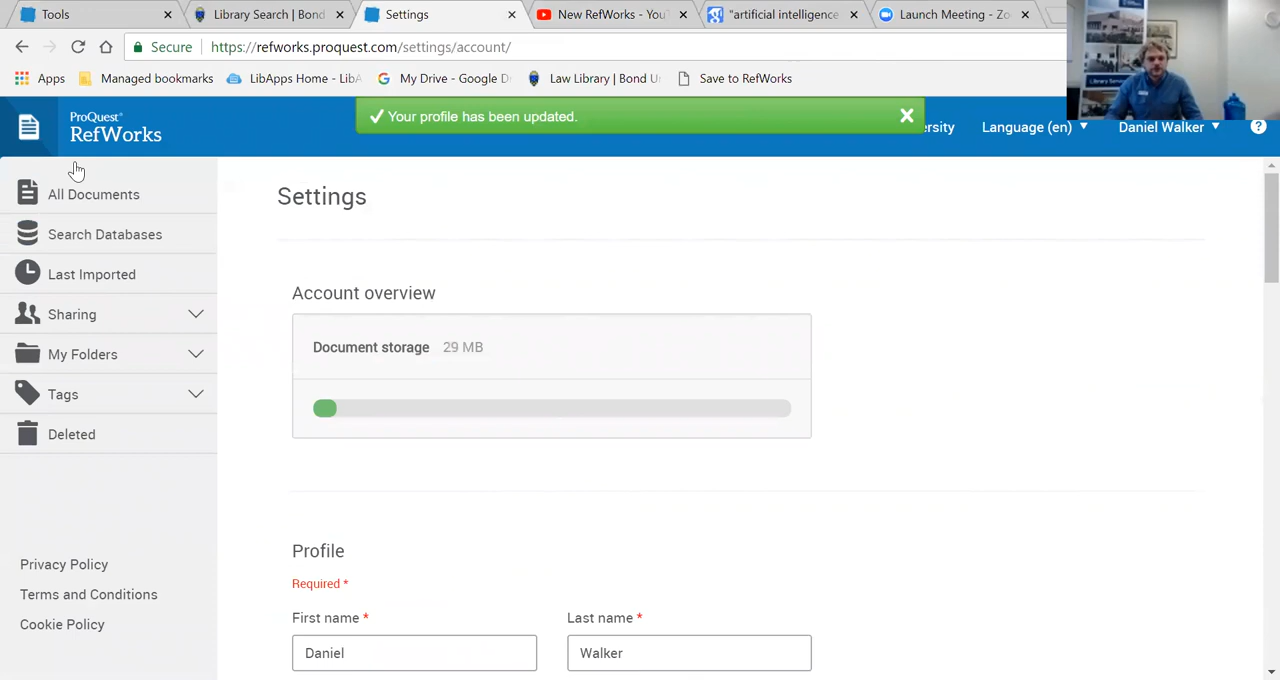 Tools
Library Search | Bond
Settings
New RefWorks - You
"artificial intelligence
Launch Meeting - Zo
Secure
https://refworks.proquest.com/settings/account/
Apps
Managed bookmarks
LibApps Home - LibA
My Drive - Google D
Law Library | Bond U
Save to RefWorks
ProQuest®
RefWorks
✓ Your profile has been updated.
ersity
Language (en)
Daniel Walker
?
All Documents
Search Databases
Last Imported
Sharing
My Folders
Tags
Deleted
Privacy Policy
Terms and Conditions
Cookie Policy
Settings
Account overview
Document storage 29 MB
Profile
Required *
First name * Last name *
Daniel Walker